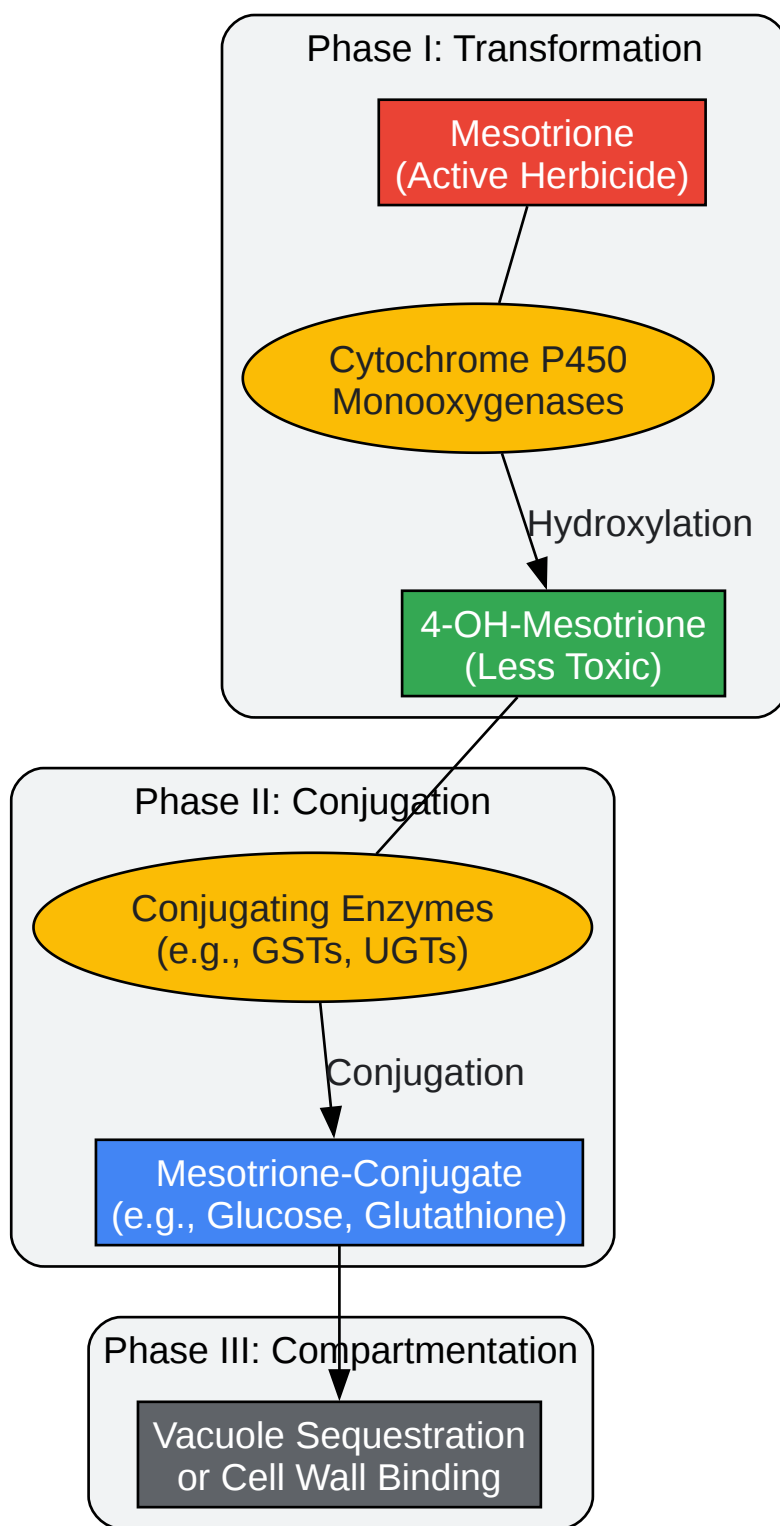 Phase I: Transformation
Mesotrione
(Active Herbicide)
Cytochrome P450
Monooxygenases
Hydroxylation
4-OH-Mesotrione
(Less Toxic)
Phase II: Conjugation
Conjugating Enzymes
(e.g., GSTs, UGTs)
Conjugation
Mesotrione-Conjugate
(e.g., Glucose, Glutathione)
Phase III: Compartmentation
Vacuole Sequestration
or Cell Wall Binding